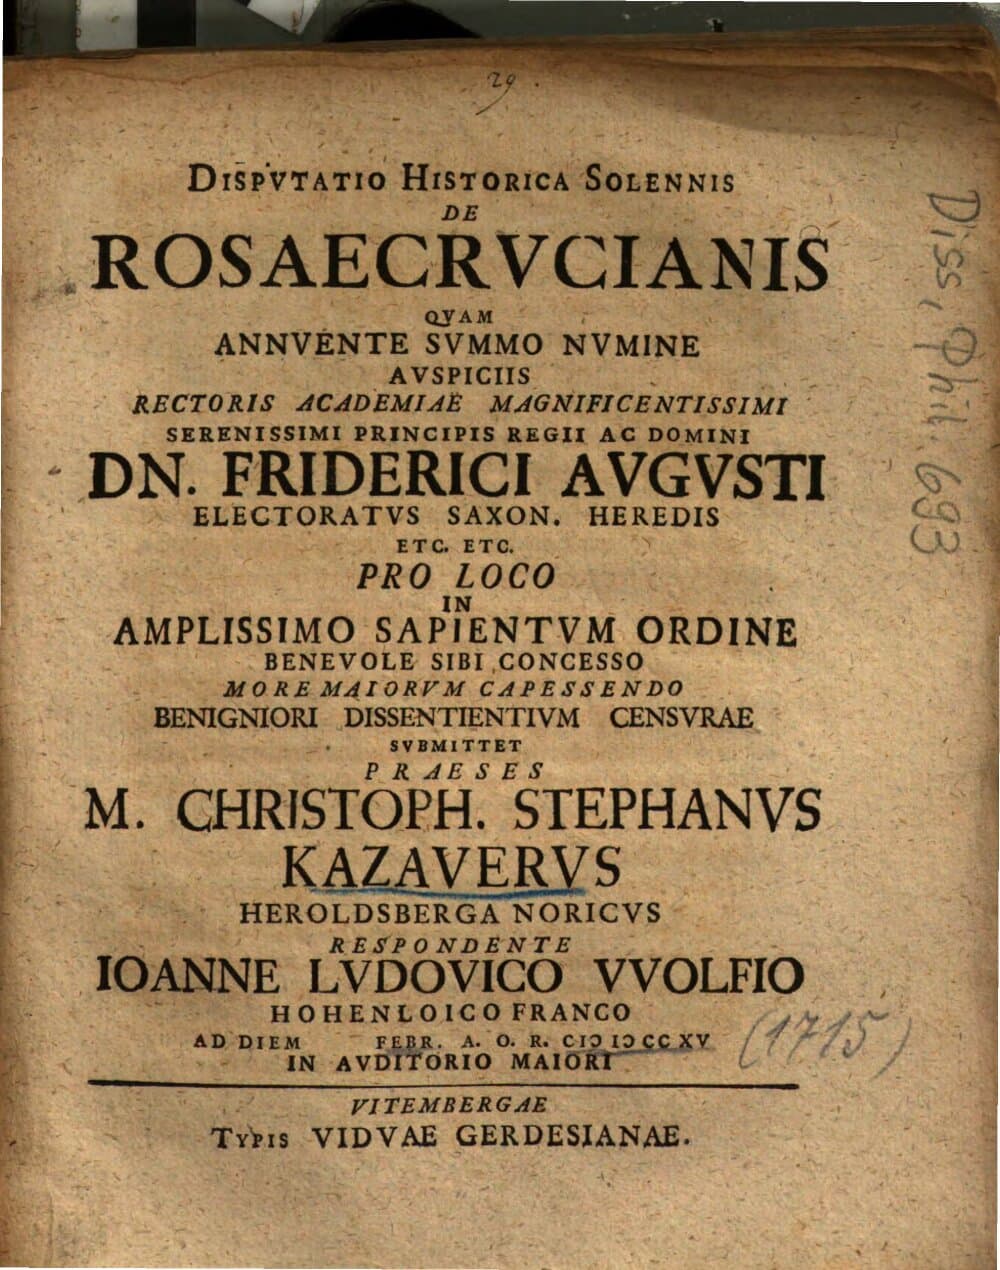 29.
DISPVTATIO HISTORICA SOLENNIS
DE
ROSAECRVCIANIS
QVAM
ANNVENTE SVMMO NVMINE
AVSPICIIS
RECTORIS ACADEMIAE MAGNIFICENTISSIMI
SERENISSIMI PRINCIPIS REGII AC DOMINI
DN. FRIDERICI AVGVSTI
ELECTORATVS SAXON. HEREDIS
ETC. ETC.
PRO LOCO
IN
AMPLISSIMO SAPIENTVM ORDINE
BENEVOLE SIBI CONCESSO
MORE MAIORVM CAPESSENDO
BENIGNIORI DISSENTIENTIVM CENSVRAE
SVBMITTET
PRAESES
M. CHRISTOPH. STEPHANVS
KAZAVERVS
HEROLDSBERGA NORICVS
RESPONDENTE
IOANNE LVDOVICO VVOLFIO
HOHENLOICO FRANCO
AD DIEM FEBR. A. O. R. CIƆ IƆ CC XV
(1715)
IN AVDITORIO MAIORI
VITEMBERGAE
TYPIS VIDVAE GERDESIANAE.
Diss. Phil. 693